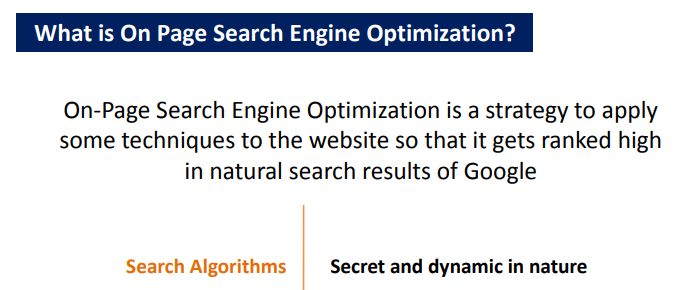 What is On Page Search Engine Optimization?
On-Page Search Engine Optimization is a strategy to apply
some techniques to the website so that it gets ranked high
in natural search results of Google
Search Algorithms
Secret and dynamic in nature